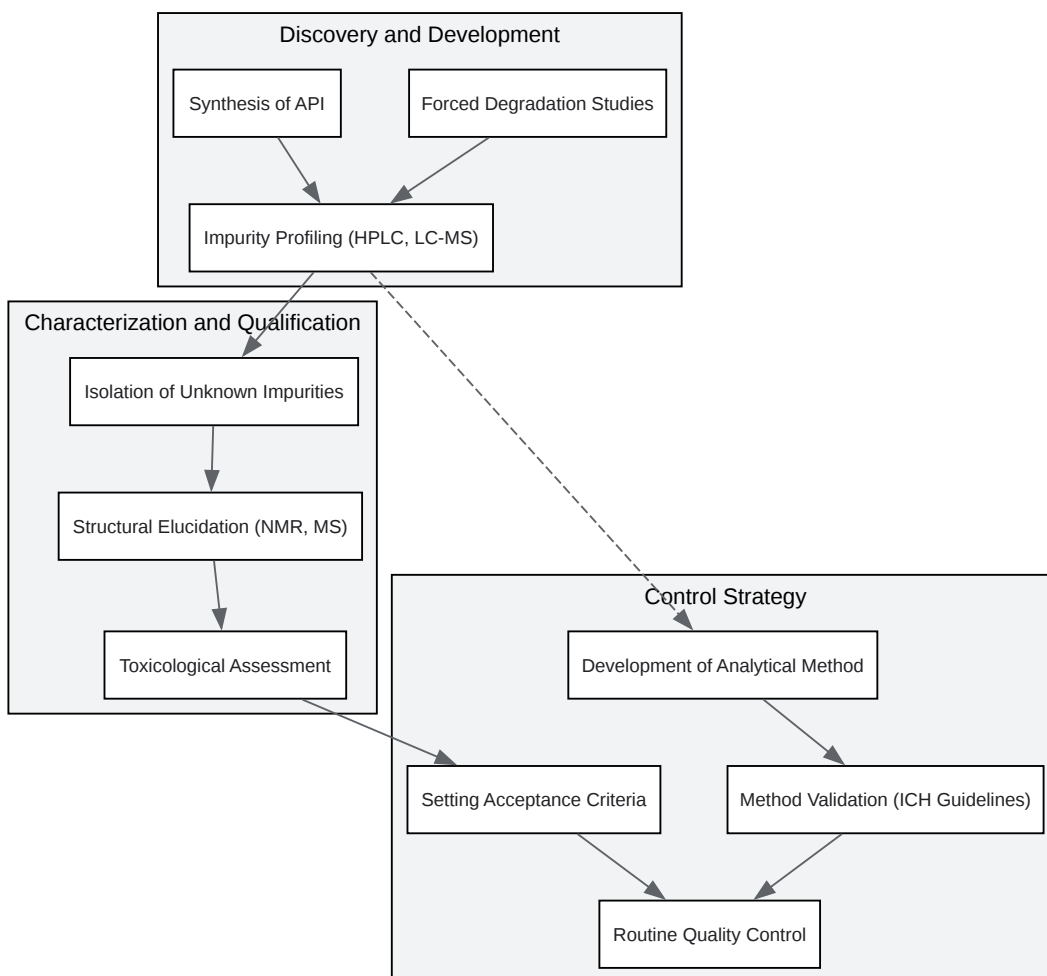 Discovery and Development
Synthesis of API
Forced Degradation Studies
Impurity Profiling (HPLC, LC-MS)
Characterization and Qualification
Isolation of Unknown Impurities
Structural Elucidation (NMR, MS)
Toxicological Assessment
Control Strategy
Development of Analytical Method
Setting Acceptance Criteria
Method Validation (ICH Guidelines)
Routine Quality Control